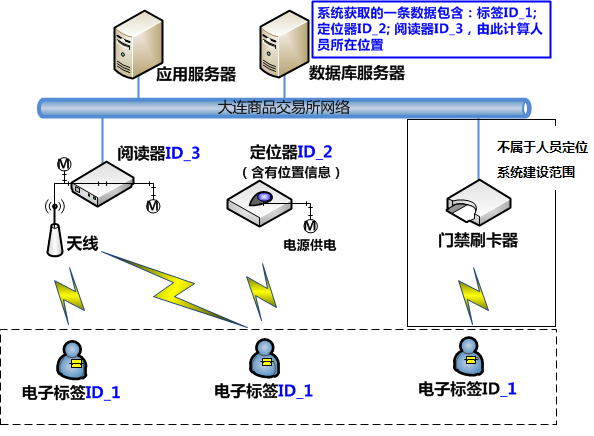 系统获取的一条数据包含：标签ID_1;
定位器ID_2; 阅读器ID_3，由此计算人
员所在位置
应用服务器
数据库服务器
大连商品交易所网络
阅读器ID_3
定位器ID_2
（含有位置信息）
不属于人员定位
系统建设范围
M
M
M
天线
电源供电
门禁刷卡器
电子标签ID_1
电子标签ID_1
电子标签ID_1